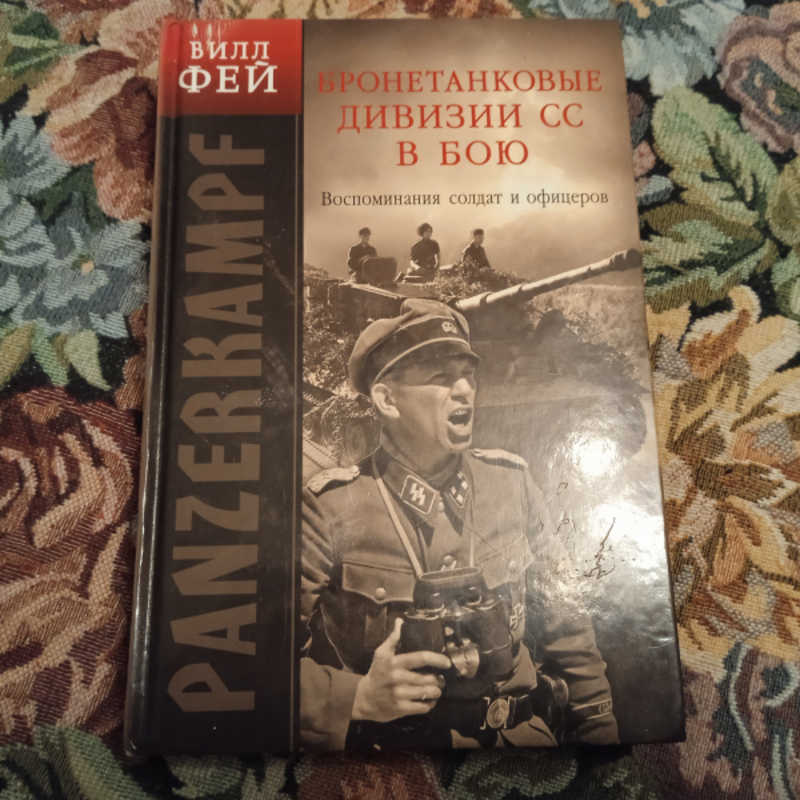 ВИЛЛ
ФЕЙ
БРОНЕТАНКОВЫЕ
ДИВИЗИИ СС
В БОЮ
Воспоминания солдат и офицеров
PANZERKAMPF